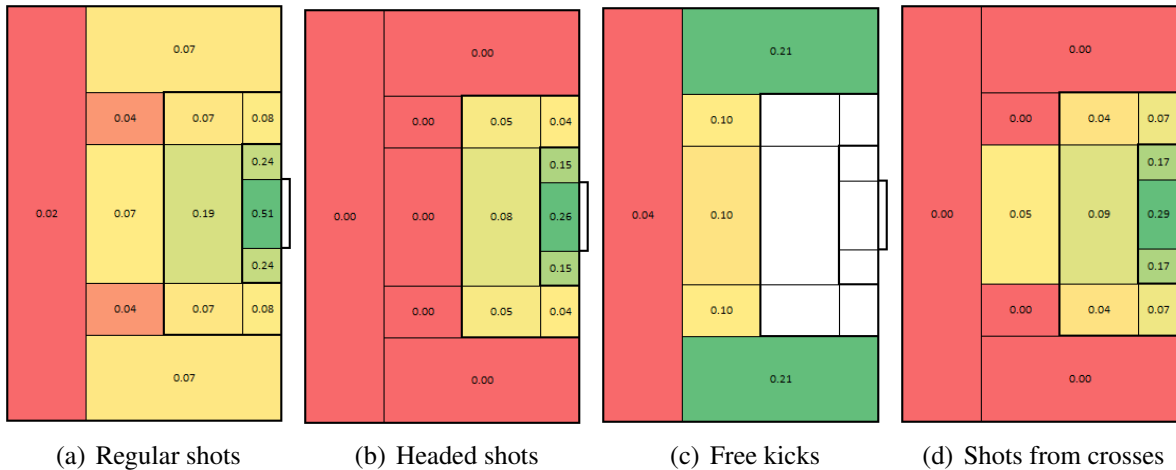 0.07
0.04 0.07 0.08
0.24
0.02 0.07 0.19 0.51
0.24
0.04 0.07 0.08
0.07
(a) Regular shots
0.00
0.00 0.05 0.04
0.15
0.00 0.00 0.08 0.26
0.15
0.00 0.05 0.04
0.00
(b) Headed shots
0.21
0.10
0.04 0.10
0.10
0.21
(c) Free kicks
0.00
0.00 0.04 0.07
0.17
0.00 0.05 0.09 0.29
0.17
0.00 0.04 0.07
0.00
(d) Shots from crosses